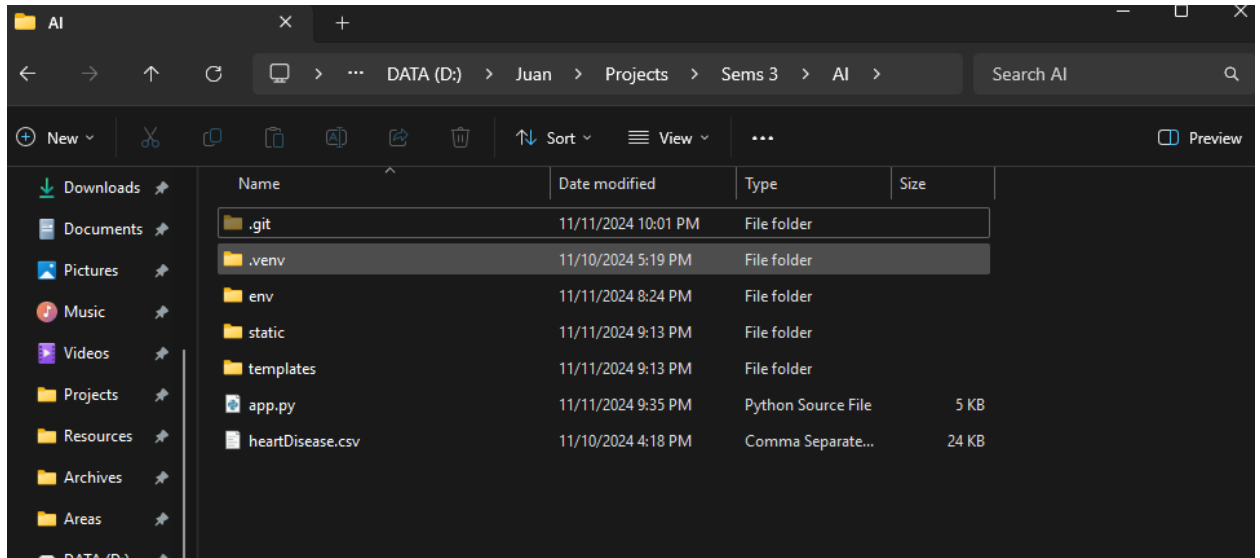 AI
DATA (D:) > Juan > Projects > Sems 3 > AI >
Search AI
New
Sort
View
Preview
Name Date modified Type Size
Downloads
Documents
Pictures
Music
Videos
Projects
Resources
Archives
Areas
DATA (D:)
.git 11/11/2024 10:01 PM File folder
.venv 11/10/2024 5:19 PM File folder
env 11/11/2024 8:24 PM File folder
static 11/11/2024 9:13 PM File folder
templates 11/11/2024 9:13 PM File folder
app.py 11/11/2024 9:35 PM Python Source File 5 KB
heartDisease.csv 11/10/2024 4:18 PM Comma Separate... 24 KB